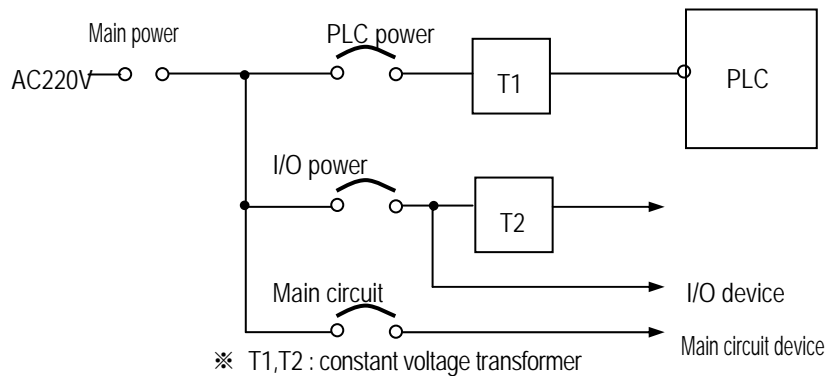 Main power
PLC power
AC220V
T1
PLC
I/O power
T2
I/O device
Main circuit
Main circuit device
※ T1,T2 : constant voltage transformer